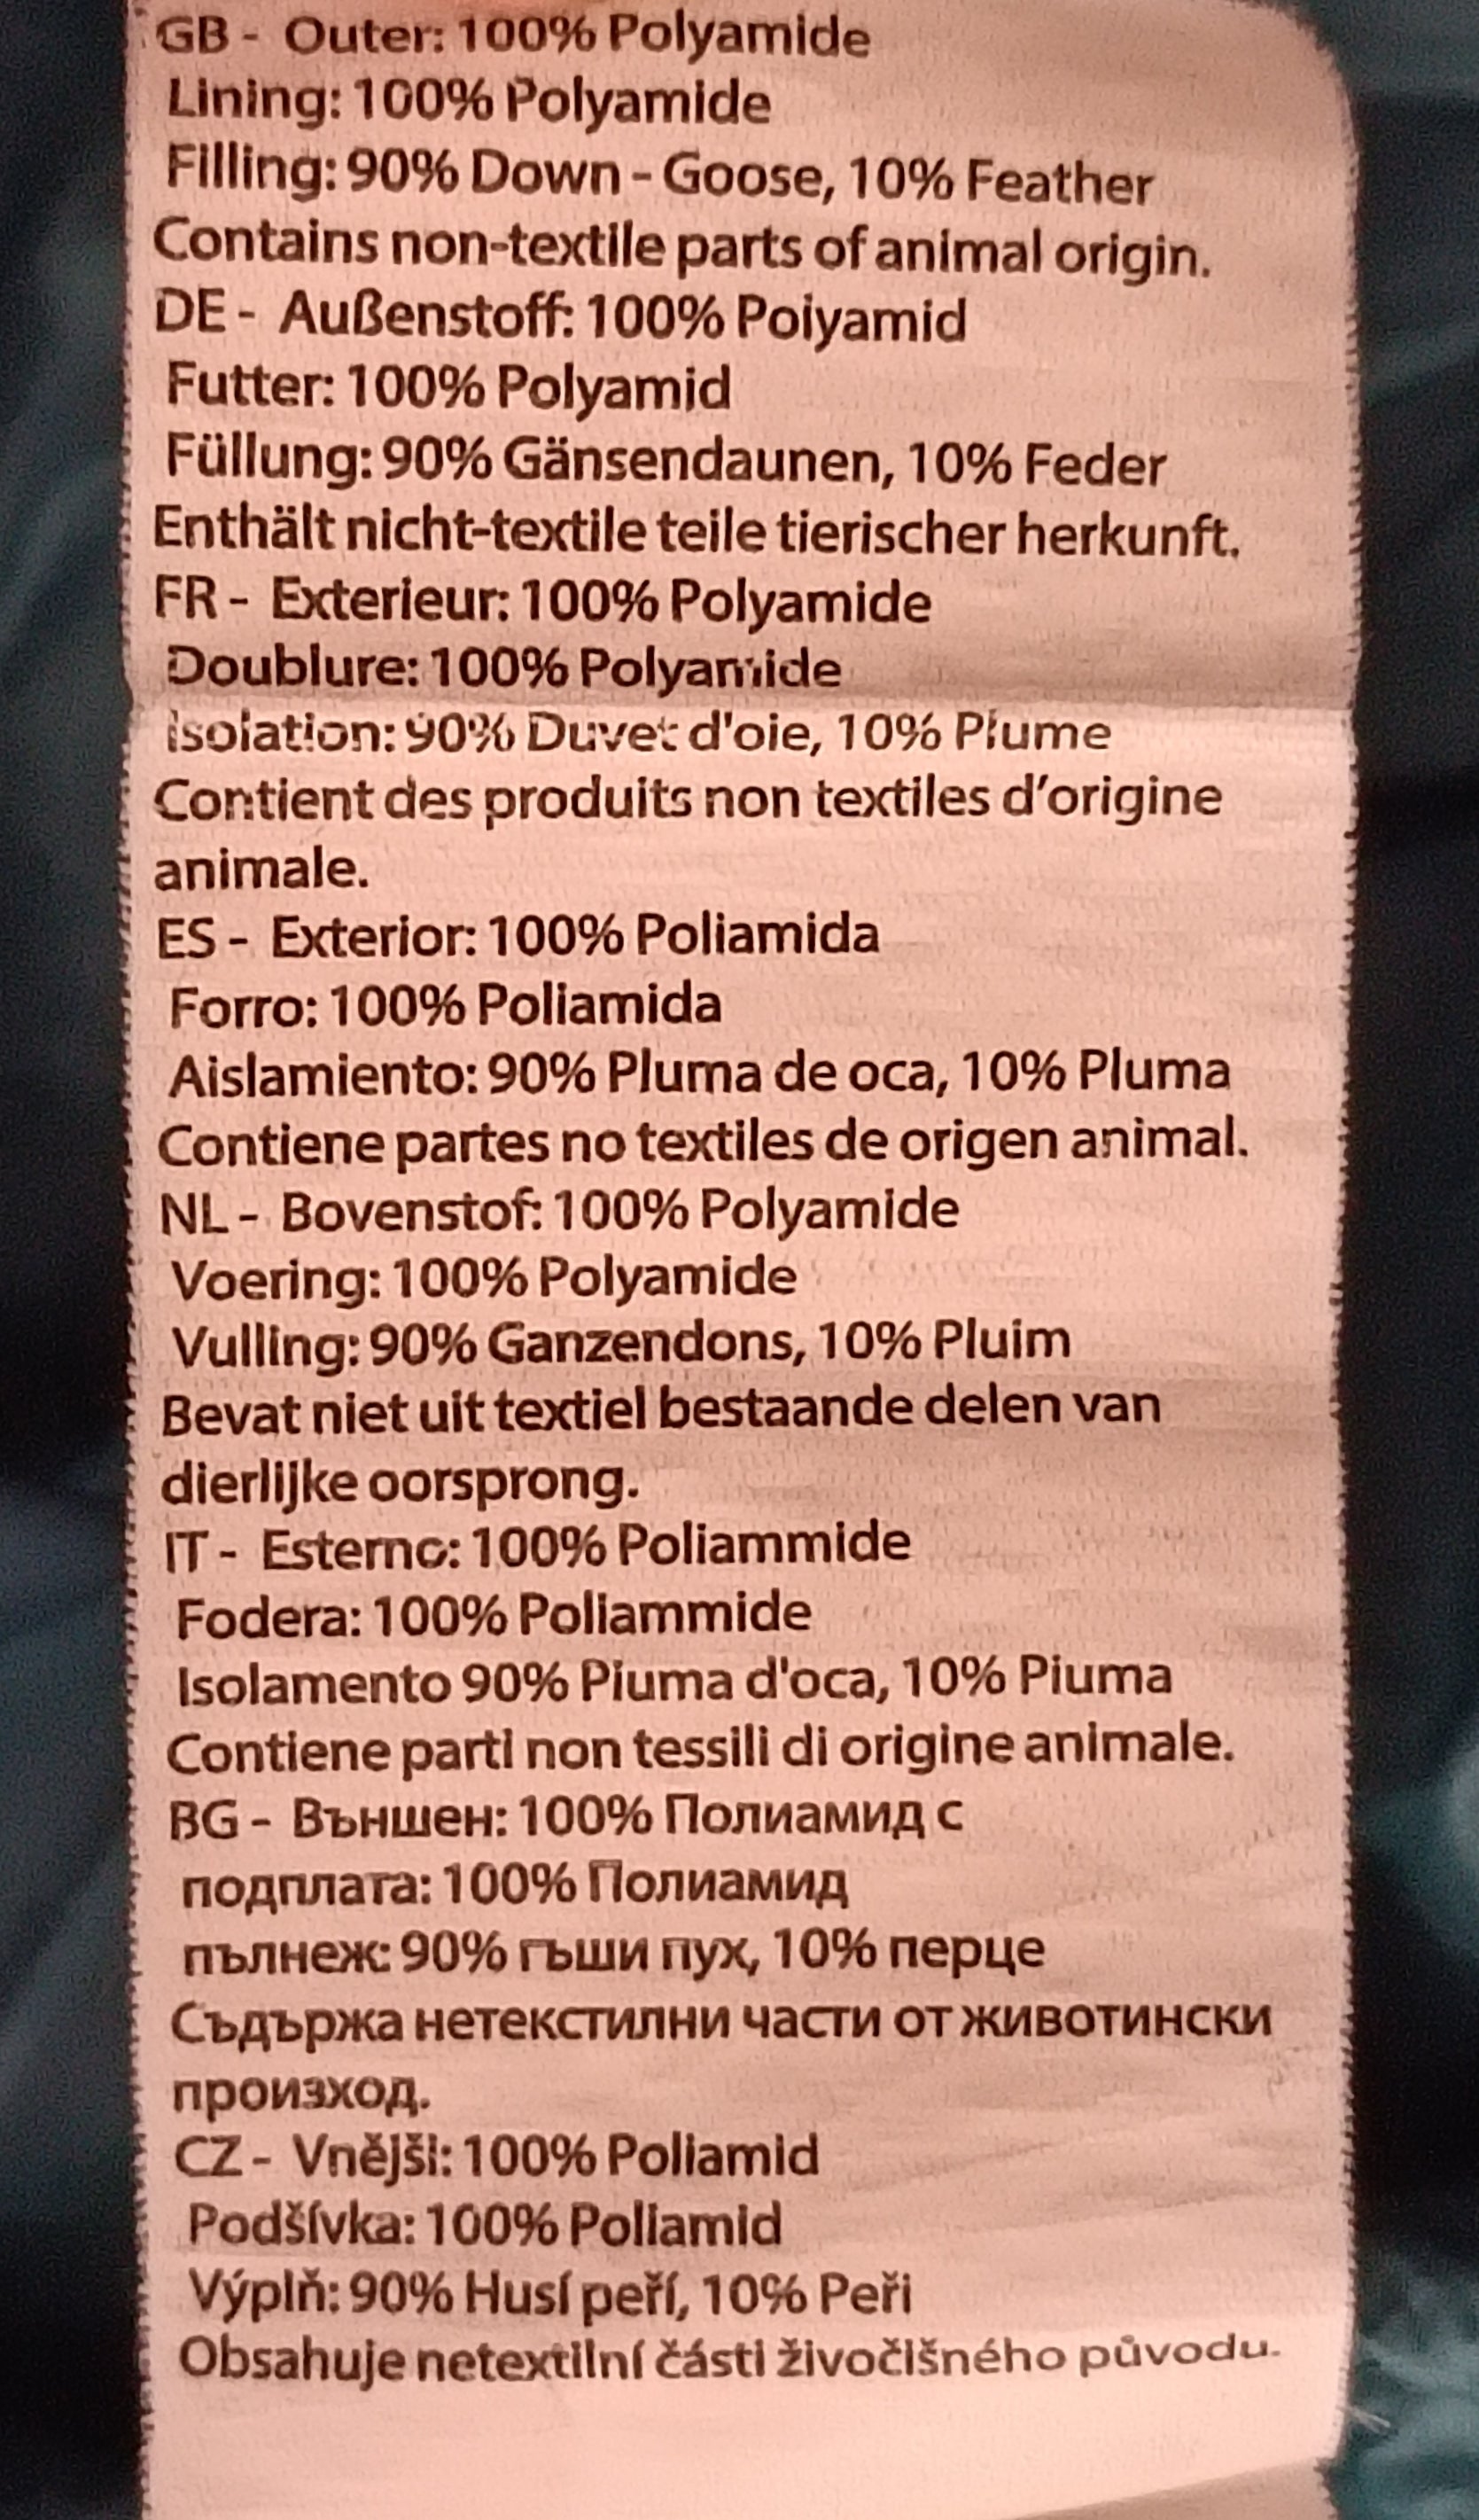 GB - Outer: 100% Polyamide
Lining: 100% Polyamide
Filling: 90% Down - Goose, 10% Feather
Contains non-textile parts of animal origin.
DE - Außenstoff: 100% Polyamid
Futter: 100% Polyamid
Füllung: 90% Gänsendaunen, 10% Feder
Enthält nicht-textile teile tierischer herkunft.
FR - Exterieur: 100% Polyamide
Doublure: 100% Polyamide
Isolation: 90% Duvet d'oie, 10% Plume
Contient des produits non textiles d'origine
animale.
ES - Exterior: 100% Poliamida
Forro: 100% Poliamida
Aislamiento: 90% Pluma de oca, 10% Pluma
Contiene partes no textiles de origen animal.
NL - Bovenstof: 100% Polyamide
Voering: 100% Polyamide
Vulling: 90% Ganzendons, 10% Pluim
Bevat niet uit textiel bestaande delen van
dierlijke oorsprong.
IT - Esterno: 100% Poliammide
Fodera: 100% Poliammide
Isolamento 90% Piuma d'oca, 10% Piuma
Contiene parti non tessili di origine animale.
BG - Външен: 100% Полиамид с
подплата: 100% Полиамид
пълнеж: 90% гъши пух, 10% перце
Съдържа нетекстилни части от животински
произход.
CZ - Vnější: 100% Poliamid
Podšívka: 100% Poliamid
Výplň: 90% Husí peří, 10% Peři
Obsahuje netextilní části živočišného původu.